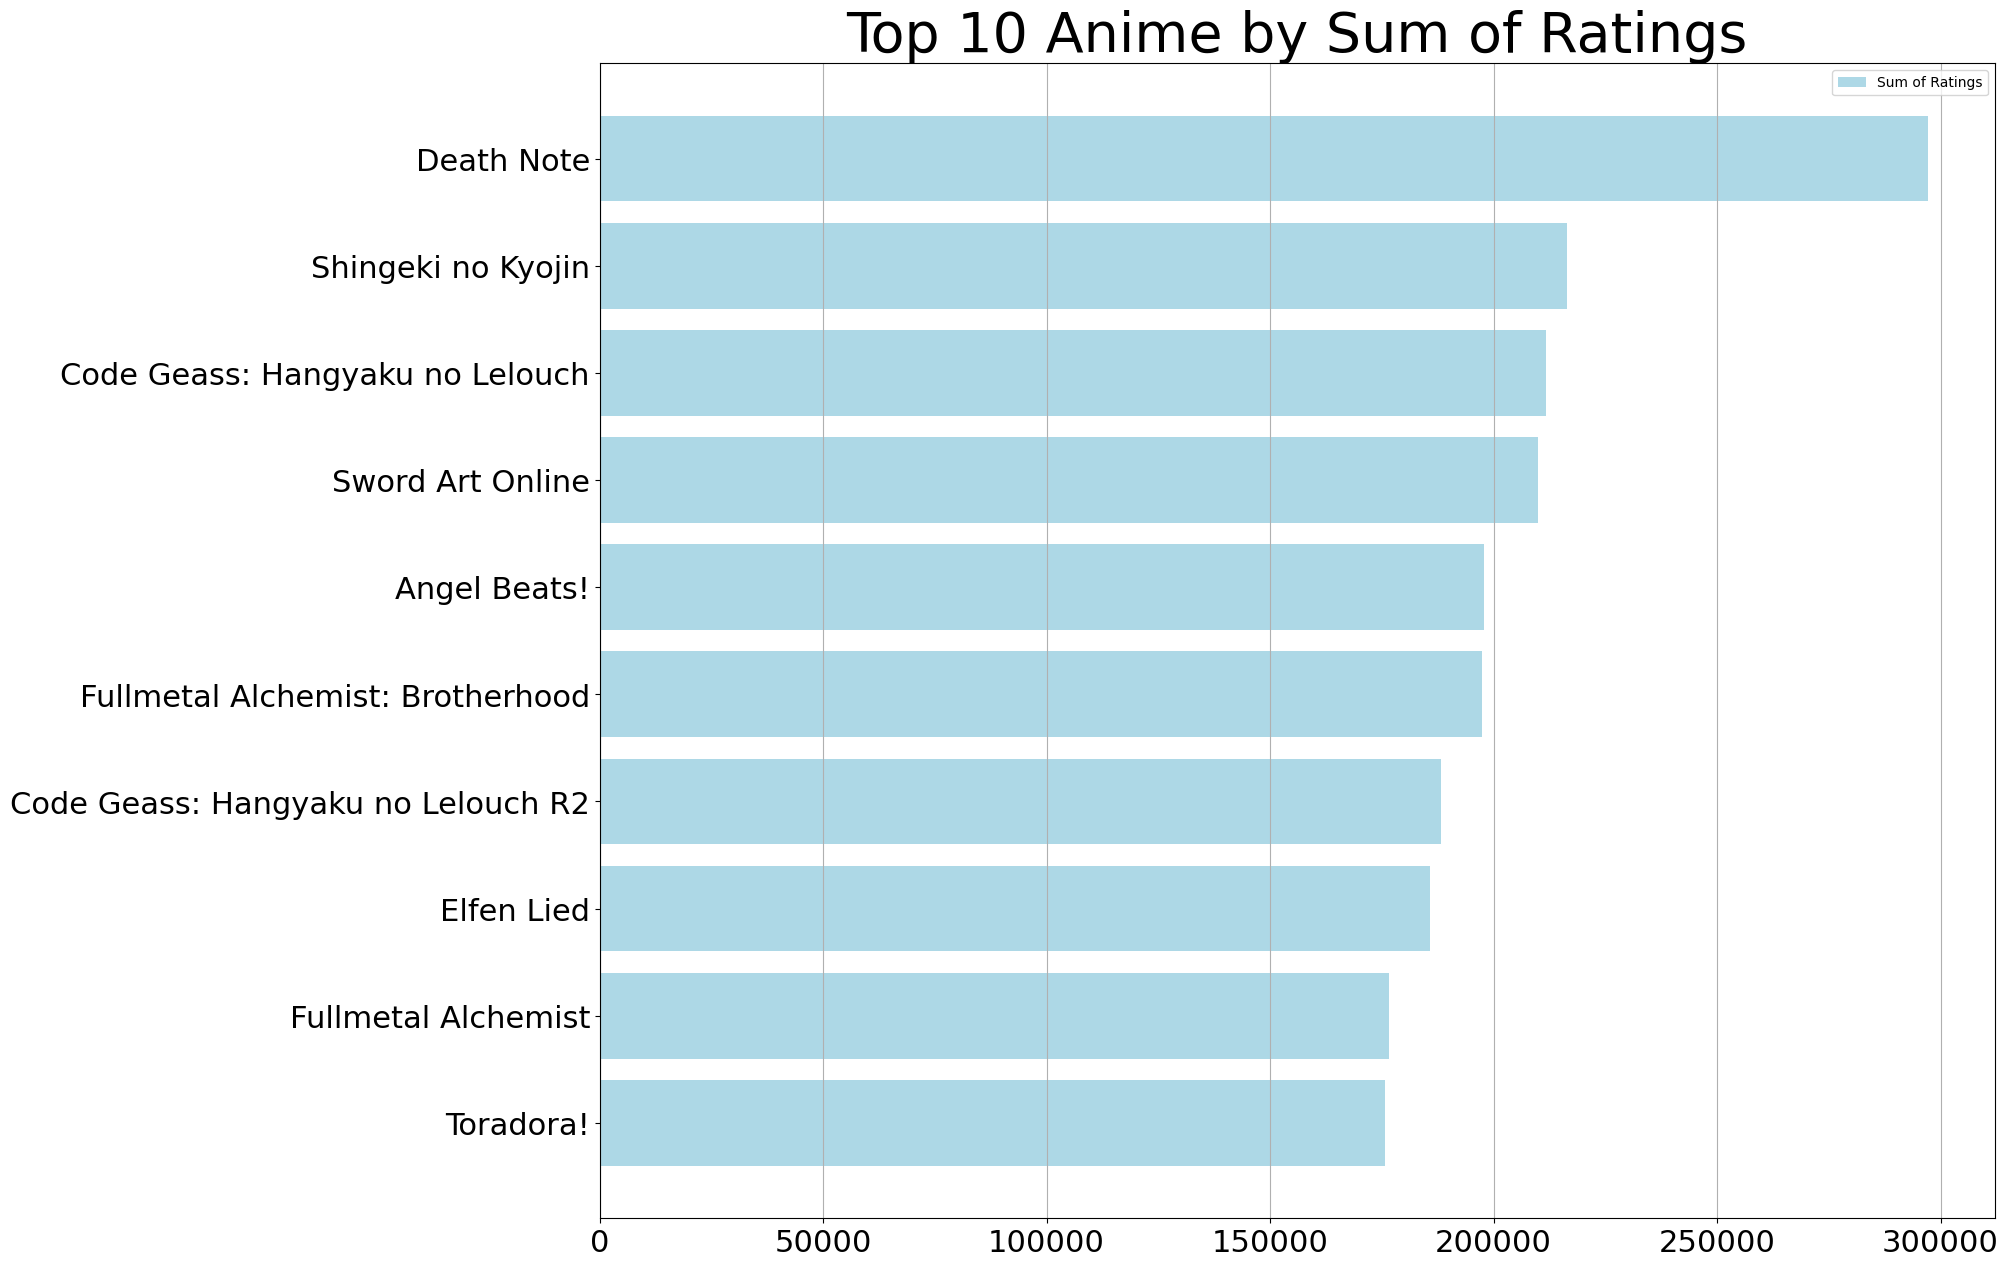 Top 10 Anime by Sum of Ratings
Sum of Ratings
Death Note
Shingeki no Kyojin
Code Geass: Hangyaku no Lelouch
Sword Art Online
Angel Beats!
Fullmetal Alchemist: Brotherhood
Code Geass: Hangyaku no Lelouch R2
Elfen Lied
Fullmetal Alchemist
Toradora!
0 50000 100000 150000 200000 250000 300000